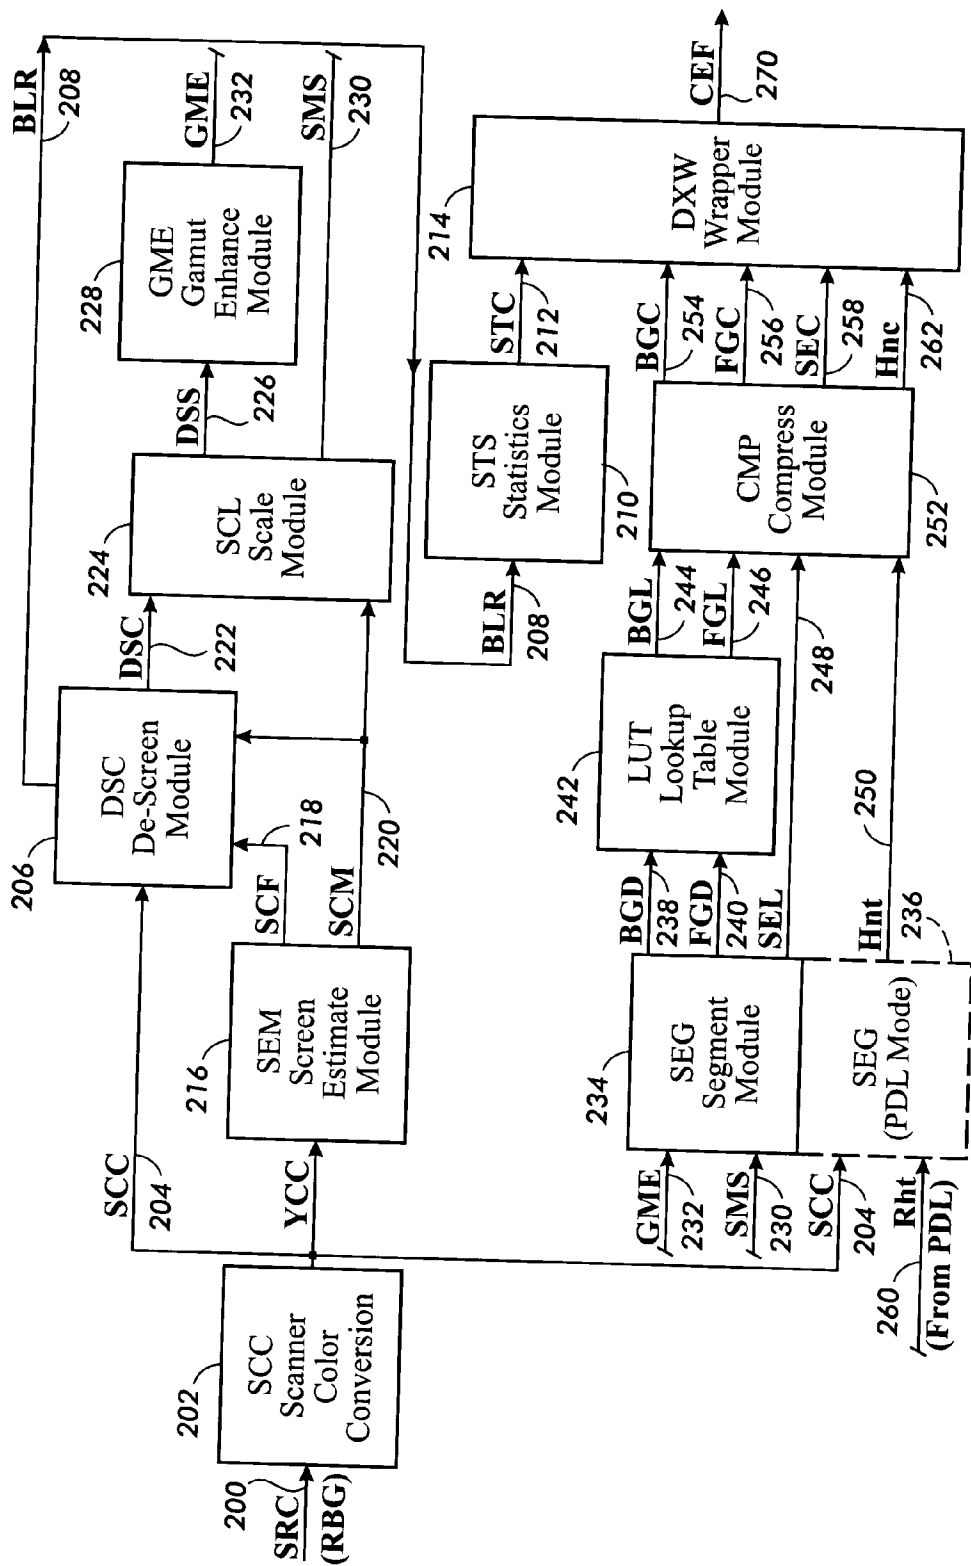 SRC
(RBG)
200
202
SCC
Scanner
Color
Conversion
SCC
204
YCC
216
SEM
Screen
Estimate
Module
SCF
218
SCM
220
206
DSC
De-Screen
Module
BLR
208
DSC
222
224
SCL
Scale
Module
DSS
226
228
GME
Gamut
Enhance
Module
GME
232
SMS
230
BLR
208
STS
Statistics
Module
210
STC
212
214
DXW
Wrapper
Module
CEF
270
GME
232
SMS
230
SCC
204
Rht
260
(From PDL)
234
SEG
Segment
Module
SEG
(PDL Mode)
236
BGD
238
FGD
240
SEL
248
Hnt
250
242
LUT
Lookup
Table
Module
BGL
244
FGL
246
CMP
Compress
Module
252
BGC
254
FGC
256
SEC
258
Hnc
262